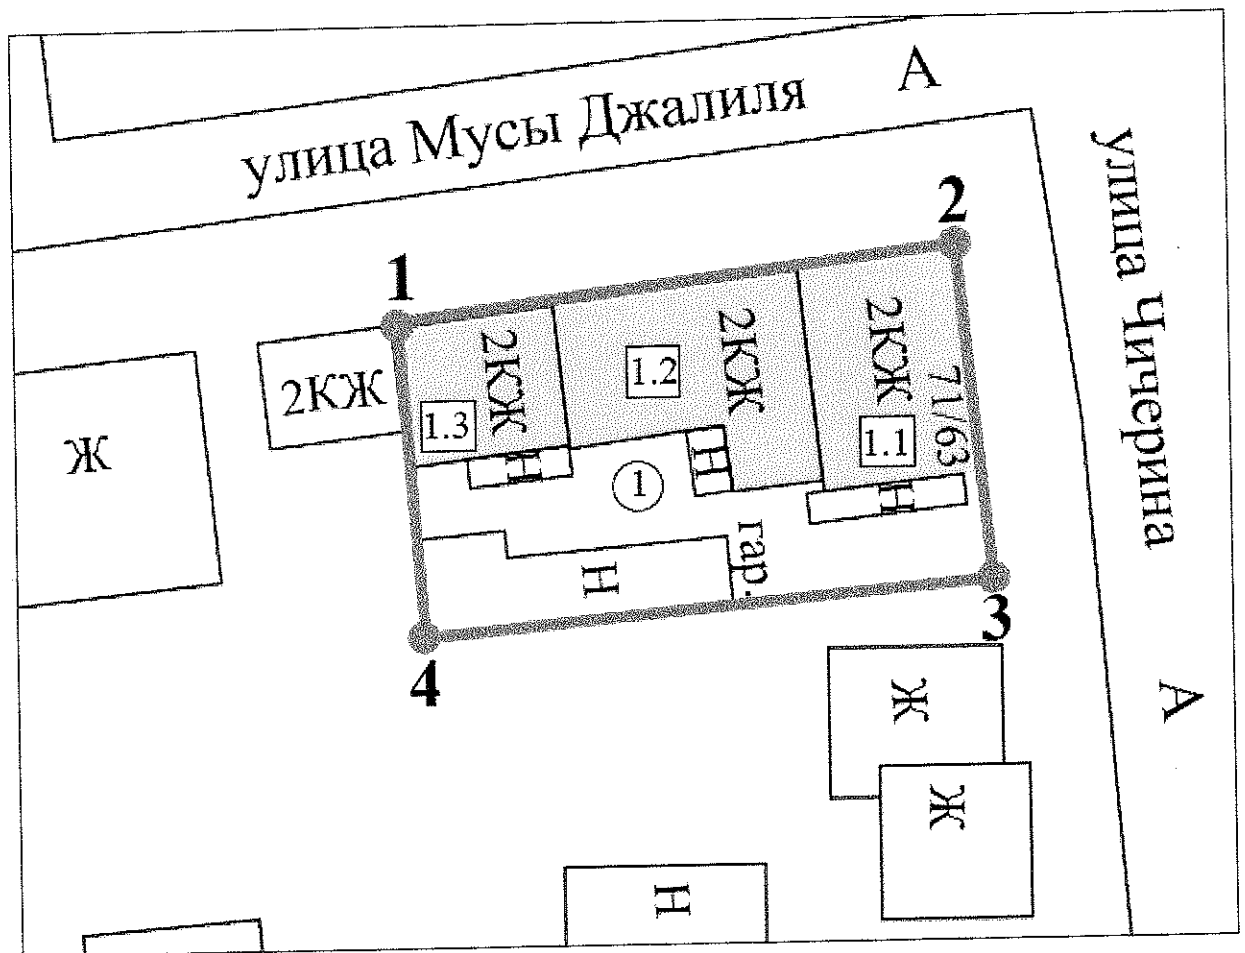 улица Мусы Джалиля
А
улица Чичерина
А
1
2
3
4
2КЖ
Ж
2КЖ
1.3
1.2
2КЖ
2КЖ
1.1
71/63
Н
Н
Н
1
гар.
Н
Ж
Ж
Н